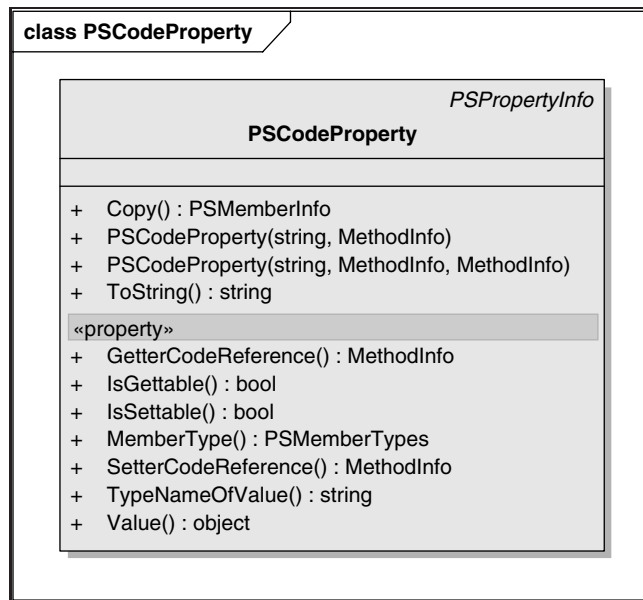 class PSCodeProperty
PSPropertyInfo
PSCodeProperty
+ Copy() : PSMemberInfo
+ PSCodeProperty(string, MethodInfo)
+ PSCodeProperty(string, MethodInfo, MethodInfo)
+ ToString() : string
«property»
+ GetterCodeReference() : MethodInfo
+ IsGettable() : bool
+ IsSettable() : bool
+ MemberType() : PSMemberTypes
+ SetterCodeReference() : MethodInfo
+ TypeNameOfValue() : string
+ Value() : object